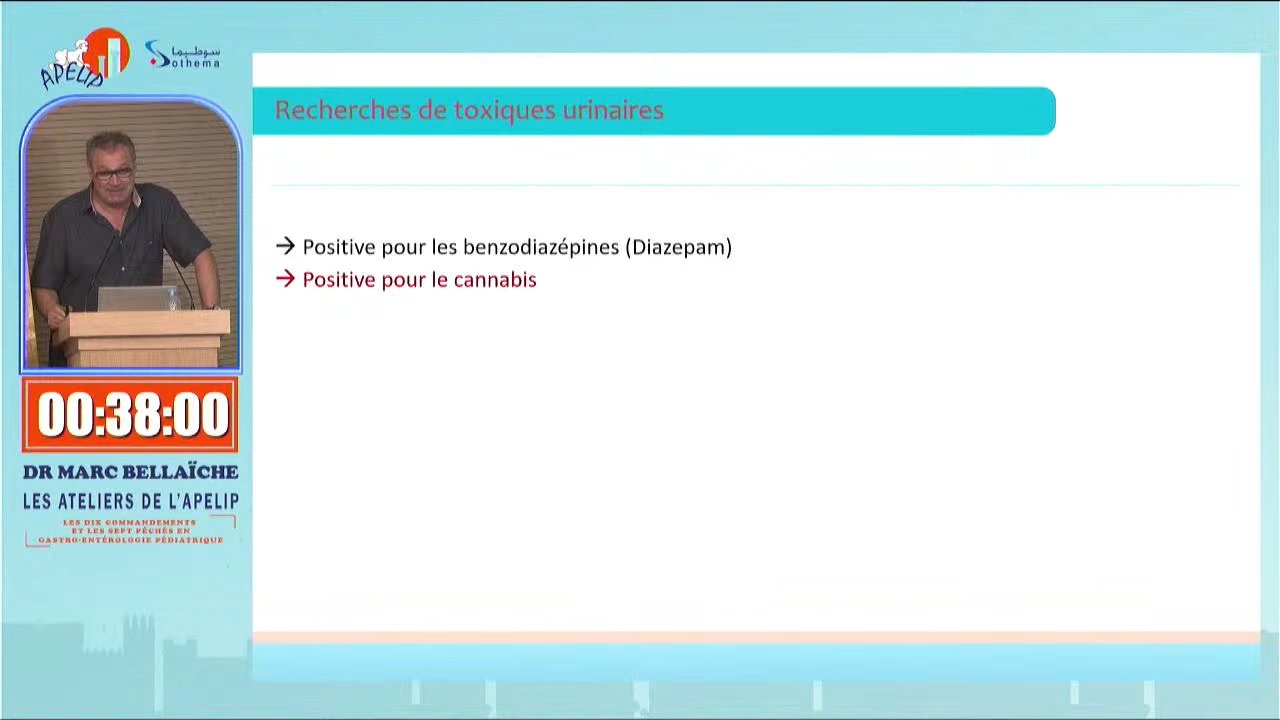 APELIP
سوطيما
Sothema
Recherches de toxiques urinaires
→ Positive pour les benzodiazépines (Diazepam)
→ Positive pour le cannabis
00:38:00
DR MARC BELLAÏCHE
LES ATELIERS DE L'APELIP
LES DIX COMMANDEMENTS
ET LES SEPT PÉCHÉS EN
GASTRO-ENTÉROLOGIE PÉDIATRIQUE